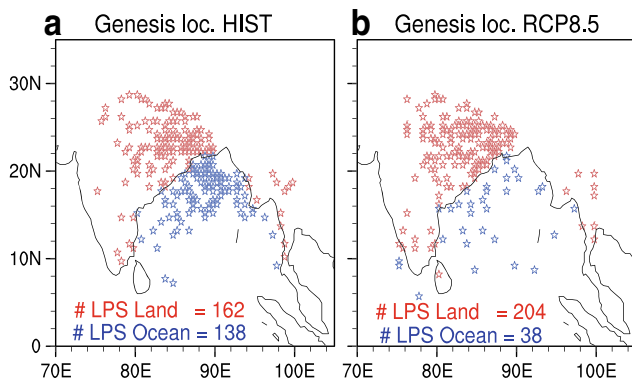 a Genesis loc. HIST
b Genesis loc. RCP8.5
30N
20N
10N
0
# LPS Land = 162
# LPS Ocean = 138
# LPS Land = 204
# LPS Ocean = 38
70E 80E 90E 100E
70E 80E 90E 100E